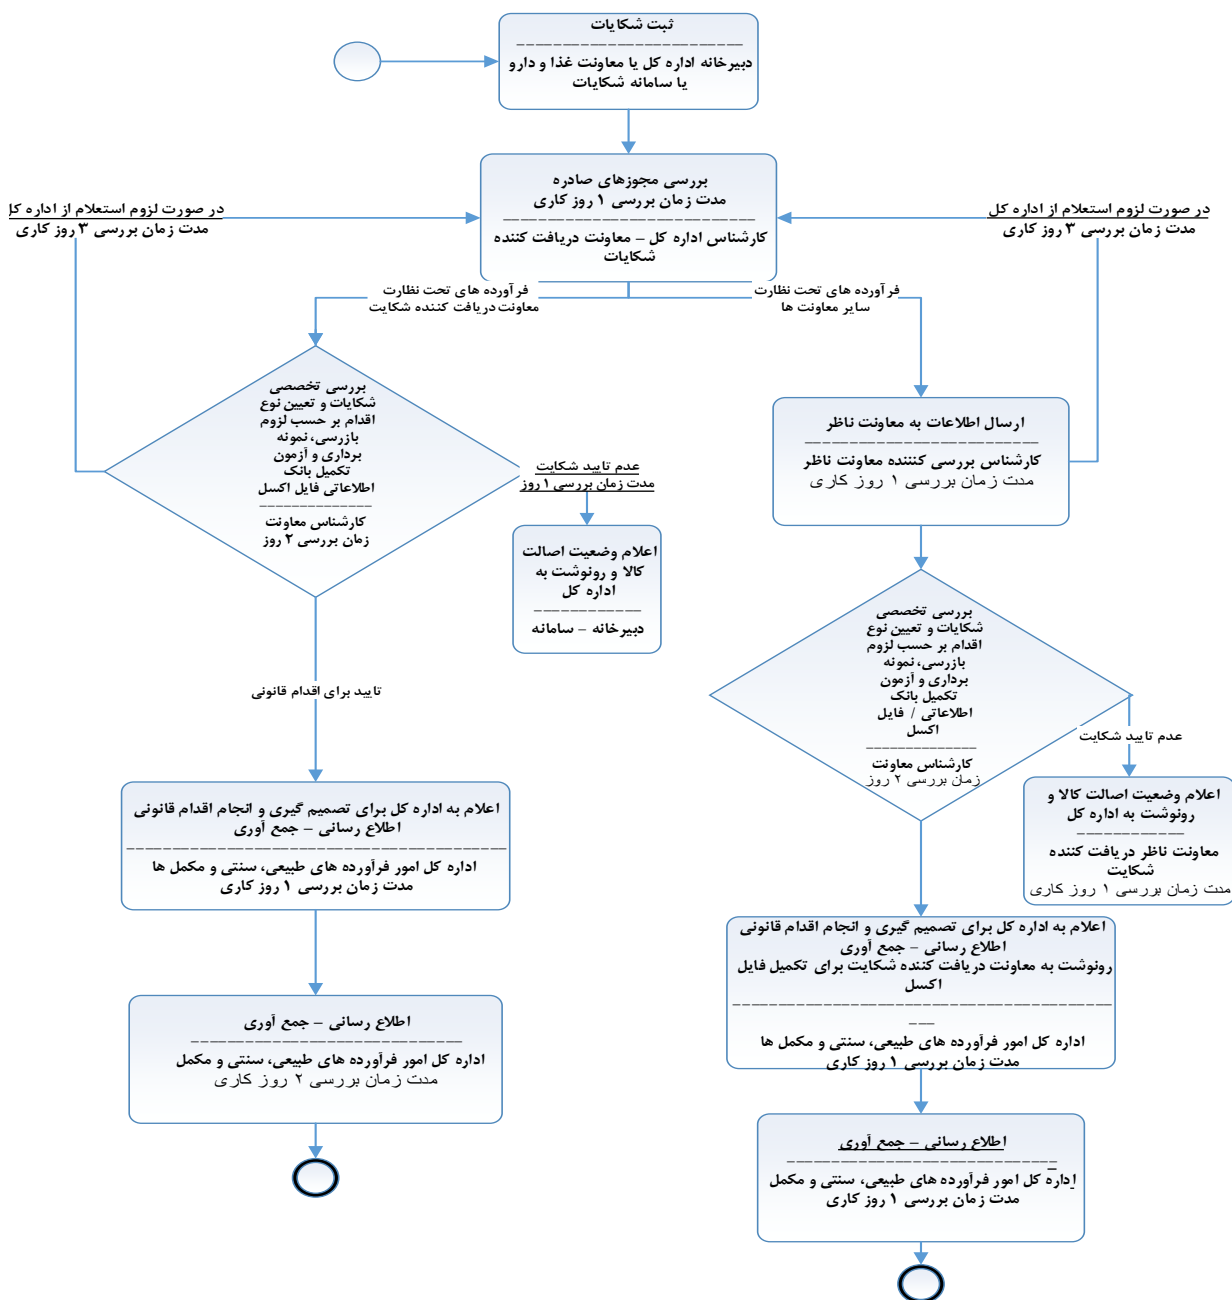 ثبت شکایات
-------------------------
دبیرخانه اداره کل یا معاونت غذا و دارو
یا سامانه شکایات
بررسی مجوزهای صادره
مدت زمان بررسی ۱ روز کاری
----------------------------
کارشناس اداره کل – معاونت دریافت کننده
شکایات
در صورت لزوم استعلام از اداره کل
مدت زمان بررسی ۳ روز کاری
در صورت لزوم استعلام از اداره کل
مدت زمان بررسی ۳ روز کاری
فرآورده های تحت نظارت
سایر معاونت ها
فرآورده های تحت نظارت
معاونت دریافت کننده شکایت
ارسال اطلاعات به معاونت ناظر
--------------------------
کارشناس بررسی کنننده معاونت ناظر
مدت زمان بررسی ۱ روز کاری
بررسی تخصصی
شکایات و تعیین نوع
اقدام بر حسب لزوم
بازرسی، نمونه
برداری و آزمون
تکمیل بانک
اطلاعاتی فایل اکسل
--------------
کارشناس معاونت
زمان بررسی ۲ روز
عدم تایید شکایت
مدت زمان بررسی ۱ روز
اعلام وضعیت اصالت
کالا و رونوشت به
اداره کل
------------
دبیرخانه – سامانه
بررسی تخصصی
شکایات و تعیین نوع
اقدام بر حسب لزوم
بازرسی، نمونه
برداری و آزمون
تکمیل بانک
اطلاعاتی / فایل
اکسل
--------------
کارشناس معاونت
زمان بررسی ۲ روز
عدم تایید شکایت
اعلام وضعیت اصالت کالا و
رونوشت به اداره کل
------------
معاونت ناظر دریافت کننده
شکایت
مدت زمان بررسی ۱ روز کاری
تایید برای اقدام قانونی
اعلام به اداره کل برای تصمیم گیری و انجام اقدام قانونی
اطلاع رسانی – جمع آوری
------------------------------------------
اداره کل امور فرآورده های طبیعی، سنتی و مکمل ها
مدت زمان بررسی ۱ روز کاری
اعلام به اداره کل برای تصمیم گیری و انجام اقدام قانونی
اطلاع رسانی – جمع آوری
رونوشت به معاونت دریافت کننده شکایت برای تکمیل فایل
اکسل
------------------------------------------
---
اداره کل امور فرآورده های طبیعی، سنتی و مکمل ها
مدت زمان بررسی ۱ روز کاری
اطلاع رسانی – جمع آوری
------------------------------
اداره کل امور فرآورده های طبیعی، سنتی و مکمل
مدت زمان بررسی ۲ روز کاری
اطلاع رسانی – جمع آوری
------------------------------
اداره کل امور فرآورده های طبیعی، سنتی و مکمل
مدت زمان بررسی ۱ روز کاری